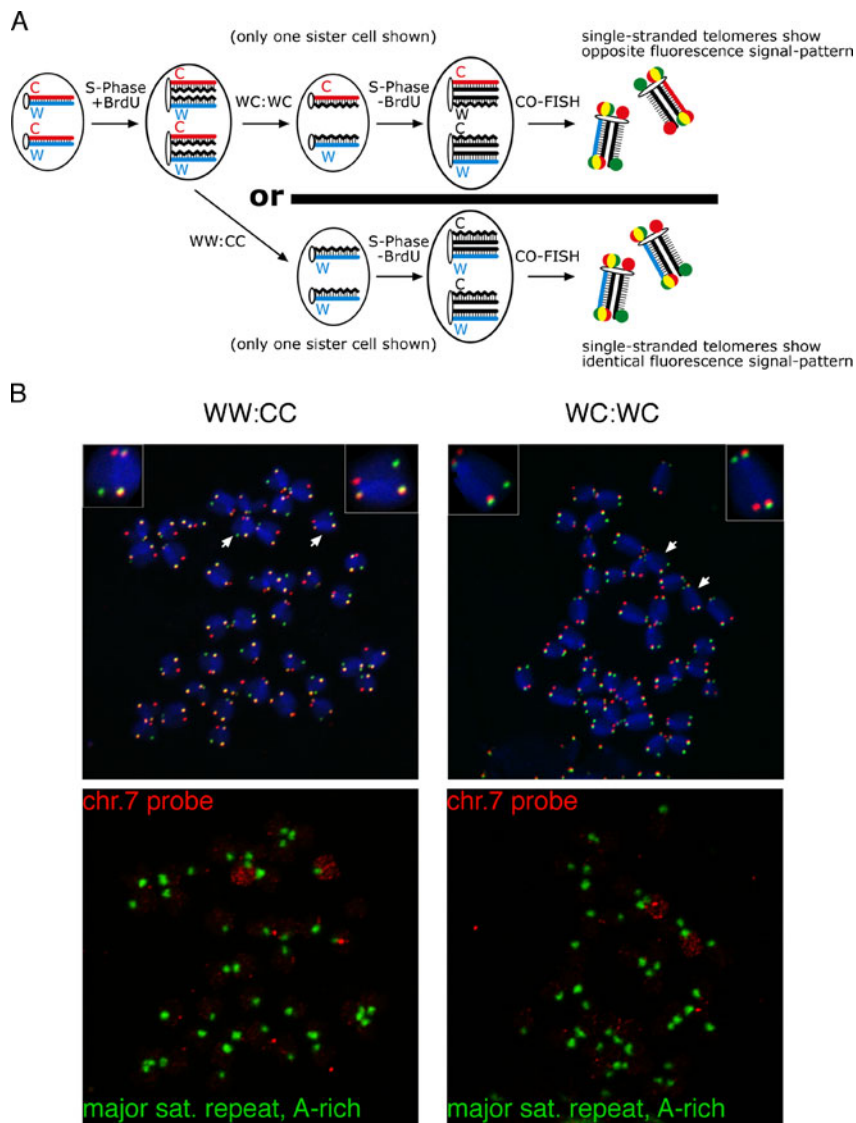 A
(only one sister cell shown)
single-stranded telomeres show
opposite fluorescence signal-pattern
S-Phase
+BrdU
WC:WC
S-Phase
-BrdU
CO-FISH
C
W
C
W
C
W
C
W
C
W
C
W
C
W
or
WW:CC
S-Phase
-BrdU
CO-FISH
W
W
C
W
C
W
(only one sister cell shown)
single-stranded telomeres show
identical fluorescence signal-pattern
B
WW:CC
WC:WC
chr.7 probe
chr.7 probe
major sat. repeat, A-rich
major sat. repeat, A-rich